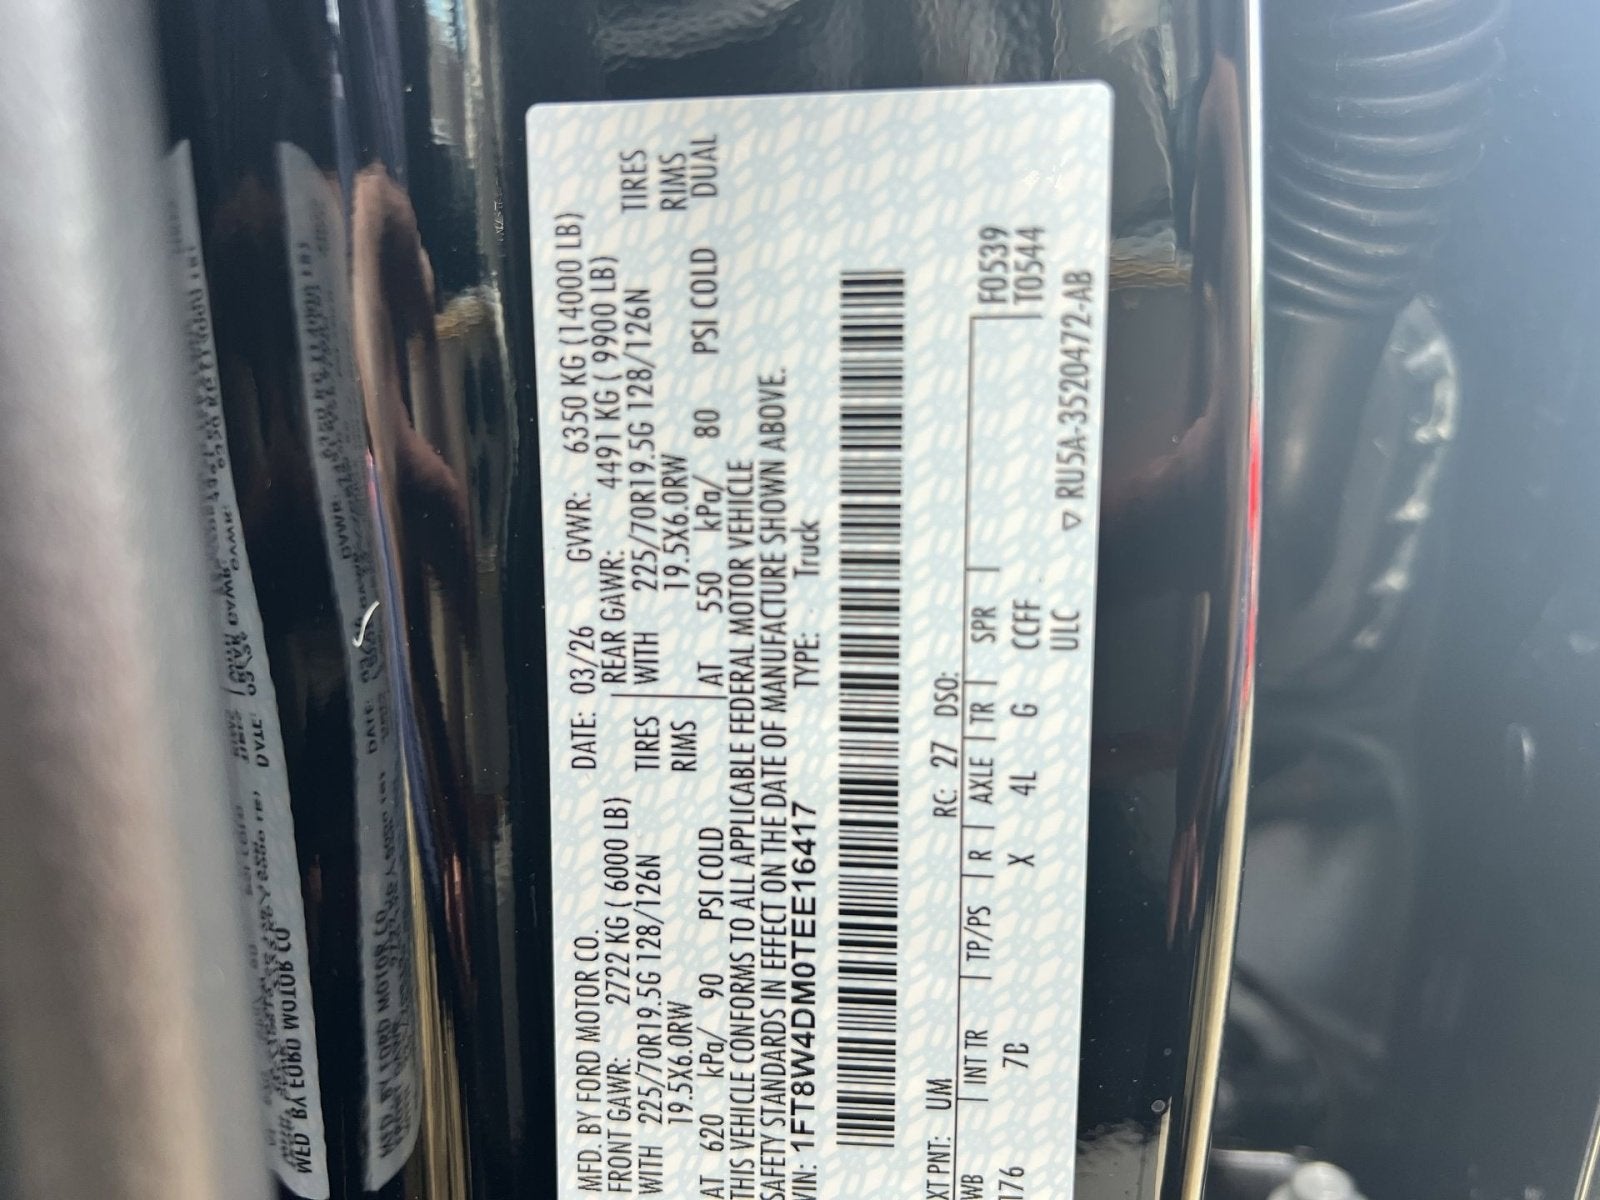 MFD. BY FORD MOTOR CO. DATE: 03/26 GVWR: 6350 KG (14000 LB)
FRONT GAWR: 2722 KG ( 6000 LB) REAR GAWR: 4491 KG ( 9900 LB)
WITH 225/70R19.5G 128/126N TIRES WITH 225/70R19.5G 128/126N TIRES
19.5X6.0RW RIMS 19.5X6.0RW RIMS
AT 620 kPa/ 90 PSI COLD AT 550 kPa/ 80 PSI COLD DUAL
THIS VEHICLE CONFORMS TO ALL APPLICABLE FEDERAL MOTOR VEHICLE
SAFETY STANDARDS IN EFFECT ON THE DATE OF MANUFACTURE SHOWN ABOVE.
VIN: 1FT8W4DM0TEE16417 TYPE: Truck
XT PNT: UM RC: 27 DSO:
WB INT TR TP/PS R AXLE TR SPR F0539
176 7B X 4L G CCFF T0544
ULC
▽ RU5A-3520472-AB